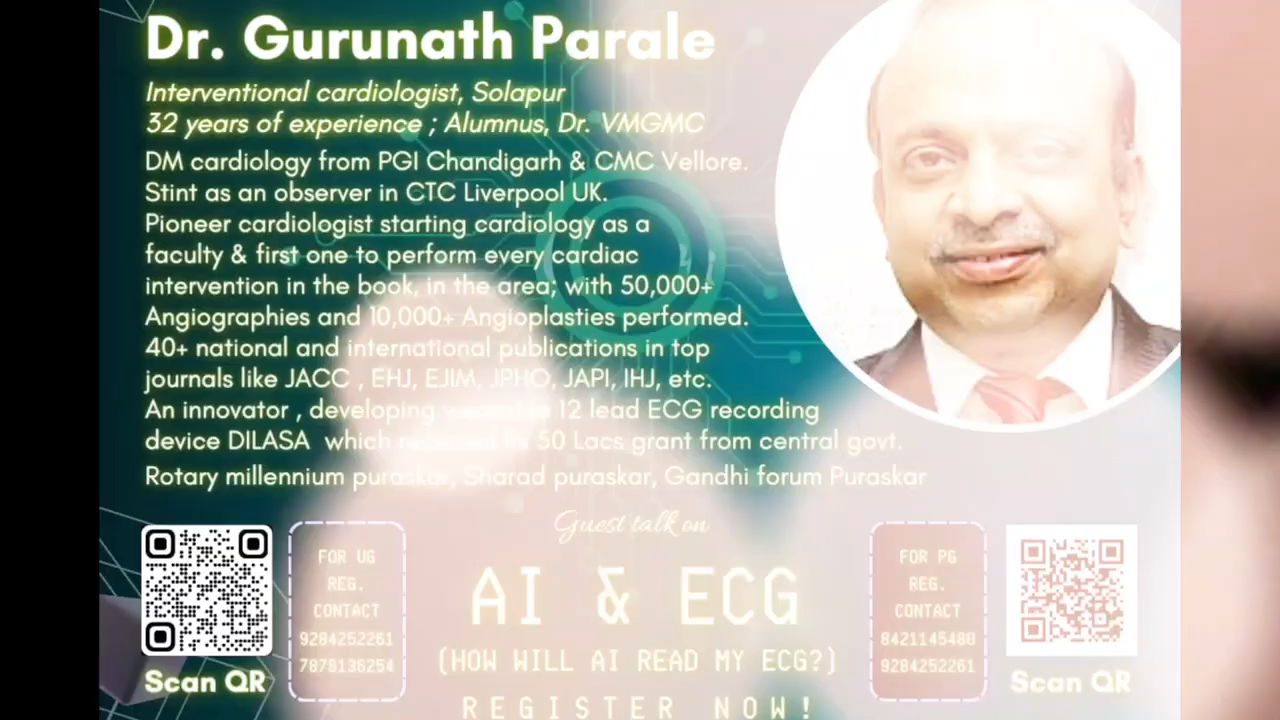 Dr. Gurunath Parale
Interventional cardiologist, Solapur
32 years of experience ; Alumnus, Dr. VMGMC
DM cardiology from PGI Chandigarh & CMC Vellore.
Stint as an observer in CTC Liverpool UK.
Pioneer cardiologist starting cardiology as a
faculty & first one to perform every cardiac
intervention in the book, in the area; with 50,000+
Angiographies and 10,000+ Angioplasties performed.
40+ national and international publications in top
journals like JACC , EHJ, EJIM, JPHO, JAPI, IHJ, etc.
An innovator , developing wearable 12 lead ECG recording
device DILASA which received Rs 50 Lacs grant from central govt.
Rotary millennium puraskar, Sharad puraskar, Gandhi forum Puraskar
Guest talk on
AI & ECG
(HOW WILL AI READ MY ECG?)
REGISTER NOW!
FOR UG
REG.
CONTACT
9284252261
7878136254
Scan QR
FOR PG
REG.
CONTACT
8421145480
9284252261
Scan QR